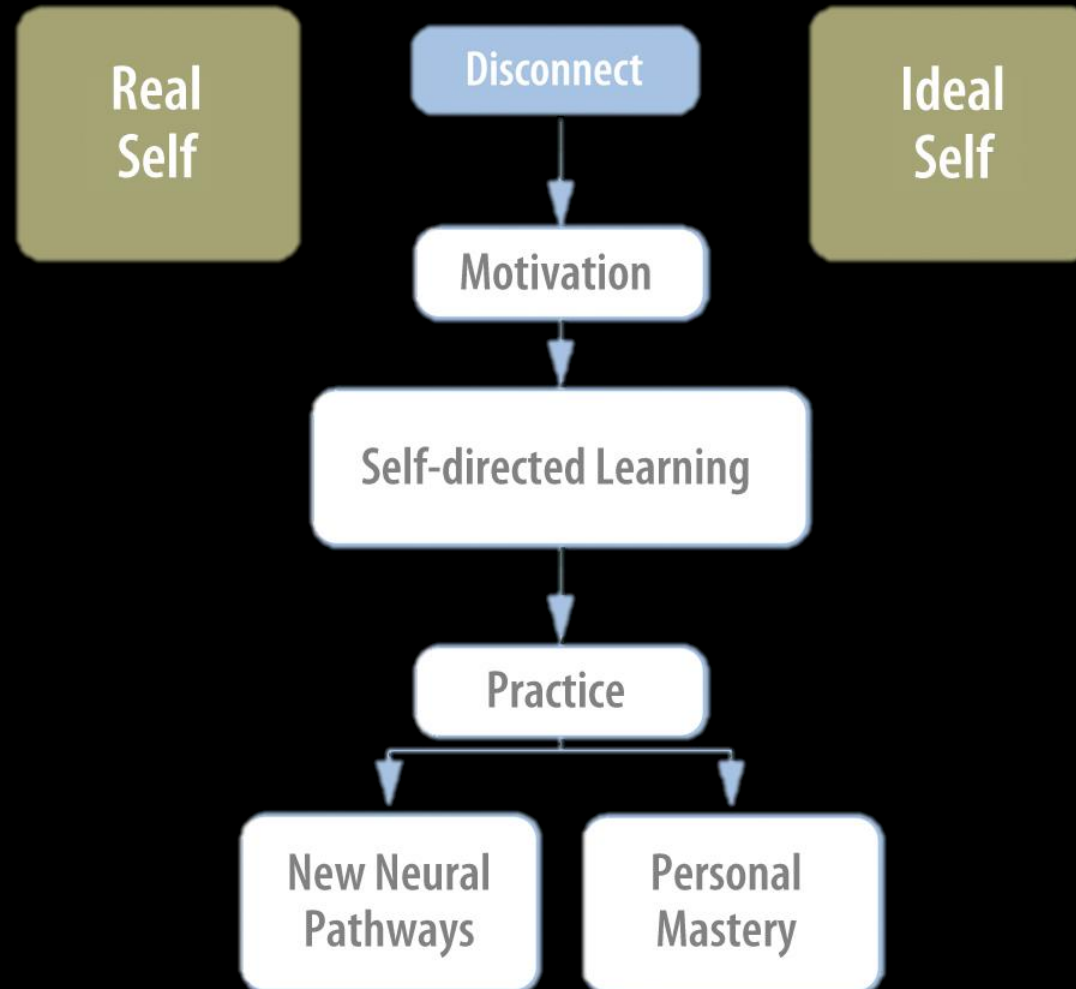 Real
Self
Disconnect
Ideal
Self
Motivation
Self-directed Learning
Practice
New Neural
Pathways
Personal
Mastery